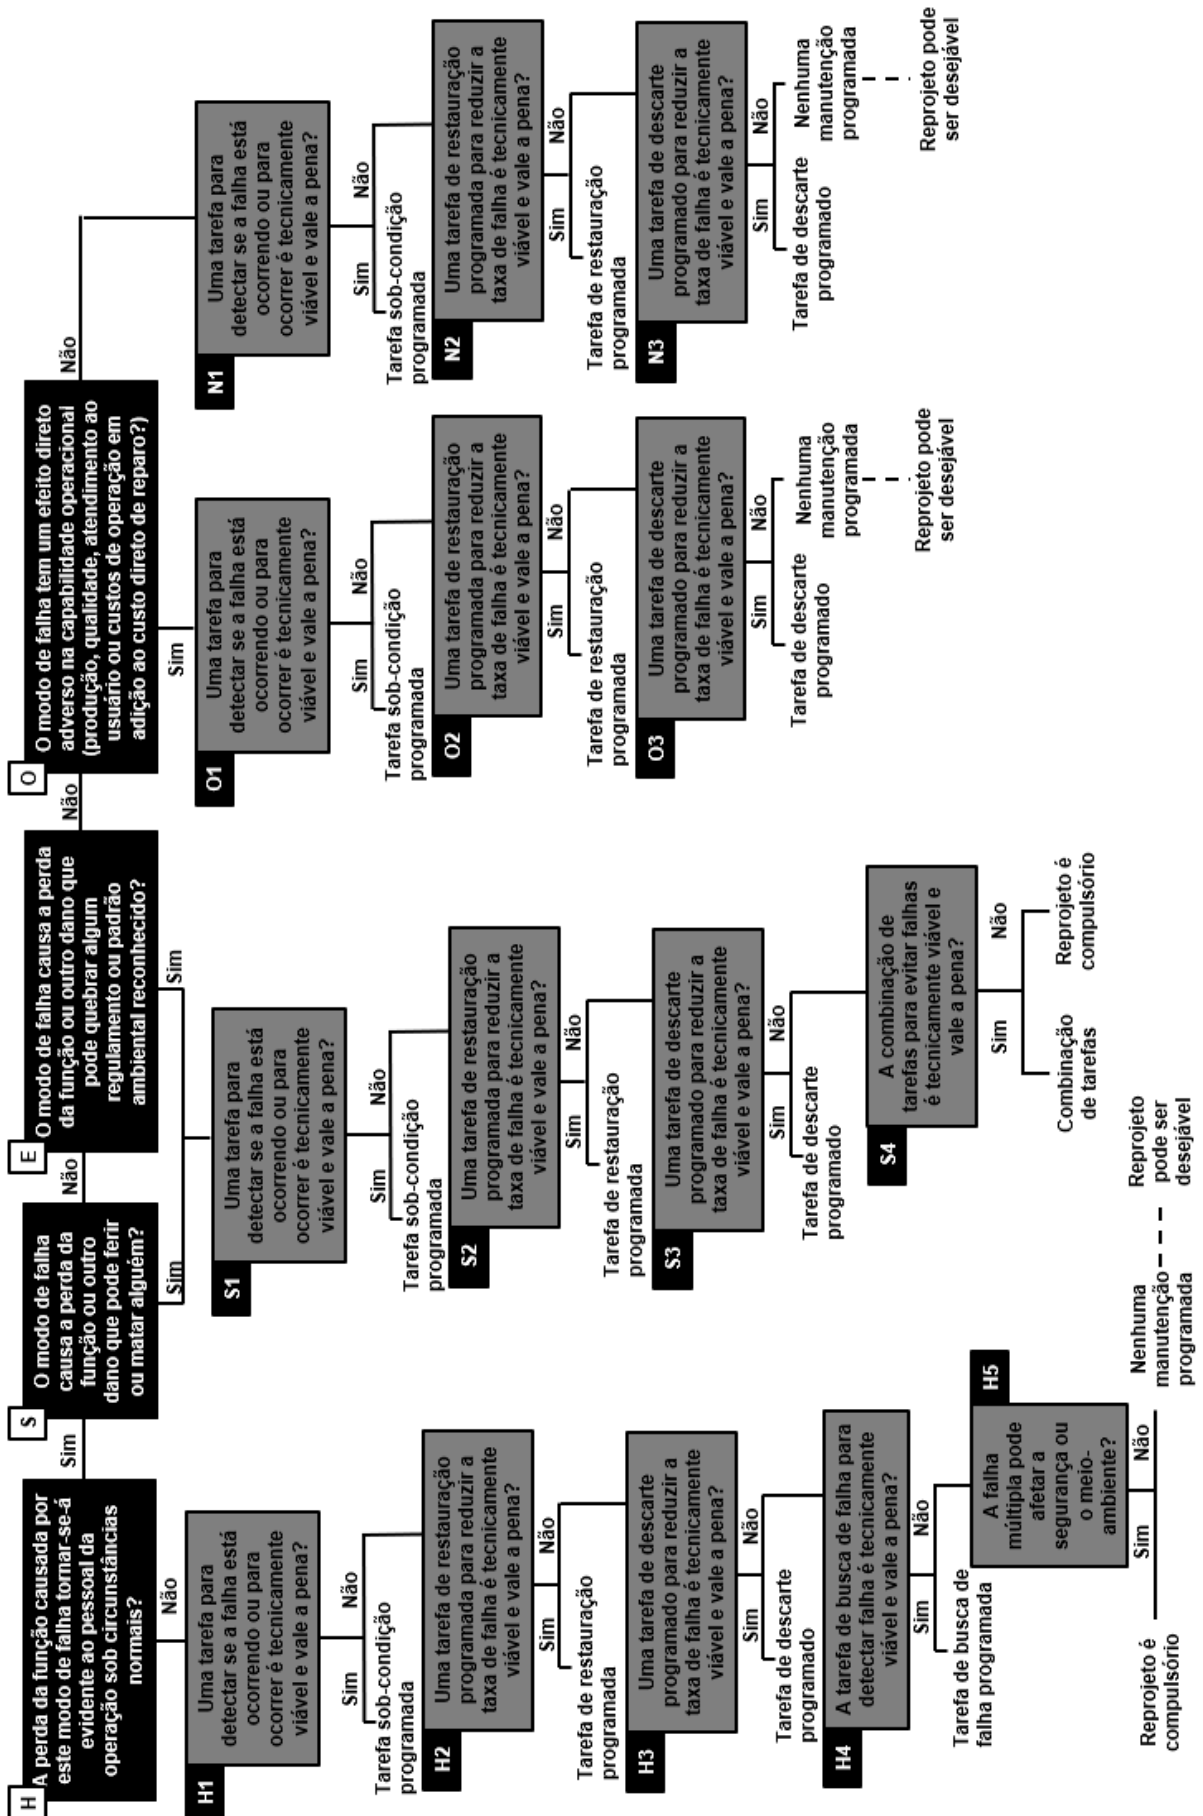 H
A perda da função causada por
este modo de falha tornar-se-á
evidente ao pessoal da
operação sob circunstâncias
normais?
Sim
Não
S
O modo de falha
causa a perda da
função ou outro
dano que pode ferir
ou matar alguém?
Não
Sim
E
O modo de falha causa a perda
da função ou outro dano que
pode quebrar algum
regulamento ou padrão
ambiental reconhecido?
Não
Sim
O
O modo de falha tem um efeito direto
adverso na capabilidade operacional
(produção, qualidade, atendimento ao
usuário ou custos de operação em
adição ao custo direto de reparo?)
Não
Sim
H1
Uma tarefa para
detectar se a falha está
ocorrendo ou para
ocorrer é tecnicamente
viável e vale a pena?
Sim
Não
Tarefa sob-condição
programada
H2
Uma tarefa de restauração
programada para reduzir a
taxa de falha é tecnicamente
viável e vale a pena?
Sim
Não
Tarefa de restauração
programada
H3
Uma tarefa de descarte
programado para reduzir a
taxa de falha é tecnicamente
viável e vale a pena?
Sim
Não
Tarefa de descarte
programado
H4
A tarefa de busca de falha para
detectar falha é tecnicamente
viável e vale a pena?
Sim
Não
Tarefa de busca de
falha programada
H5
A falha
múltipla pode
afetar a
segurança ou
o meio-
ambiente?
Sim
Não
Reprojeto é
compulsório
Nenhuma
manutenção
programada
Reprojeto
pode ser
desejável
S1
Uma tarefa para
detectar se a falha está
ocorrendo ou para
ocorrer é tecnicamente
viável e vale a pena?
Sim
Não
Tarefa sob-condição
programada
S2
Uma tarefa de restauração
programada para reduzir a
taxa de falha é tecnicamente
viável e vale a pena?
Sim
Não
Tarefa de restauração
programada
S3
Uma tarefa de descarte
programado para reduzir a
taxa de falha é tecnicamente
viável e vale a pena?
Sim
Não
Tarefa de descarte
programado
S4
A combinação de
tarefas para evitar falhas
é tecnicamente viável e
vale a pena?
Sim
Não
Combinação
de tarefas
Reprojeto é
compulsório
O1
Uma tarefa para
detectar se a falha está
ocorrendo ou para
ocorrer é tecnicamente
viável e vale a pena?
Sim
Não
Tarefa sob-condição
programada
O2
Uma tarefa de restauração
programada para reduzir a
taxa de falha é tecnicamente
viável e vale a pena?
Sim
Não
Tarefa de restauração
programada
O3
Uma tarefa de descarte
programado para reduzir a
taxa de falha é tecnicamente
viável e vale a pena?
Sim
Não
Tarefa de descarte
programado
Nenhuma
manutenção
programada
Reprojeto pode
ser desejável
N1
Uma tarefa para
detectar se a falha está
ocorrendo ou para
ocorrer é tecnicamente
viável e vale a pena?
Sim
Não
Tarefa sob-condição
programada
N2
Uma tarefa de restauração
programada para reduzir a
taxa de falha é tecnicamente
viável e vale a pena?
Sim
Não
Tarefa de restauração
programada
N3
Uma tarefa de descarte
programado para reduzir a
taxa de falha é tecnicamente
viável e vale a pena?
Sim
Não
Tarefa de descarte
programado
Nenhuma
manutenção
programada
Reprojeto pode
ser desejável